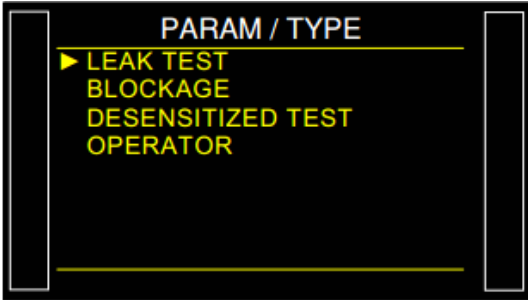 PARAM / TYPE
► LEAK TEST
BLOCKAGE
DESENSITIZED TEST
OPERATOR